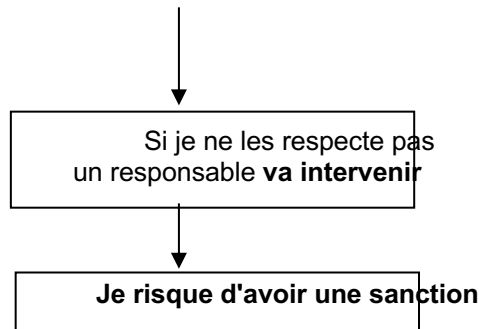 Si je ne les respecte pas
un responsable va intervenir
Je risque d'avoir une sanction